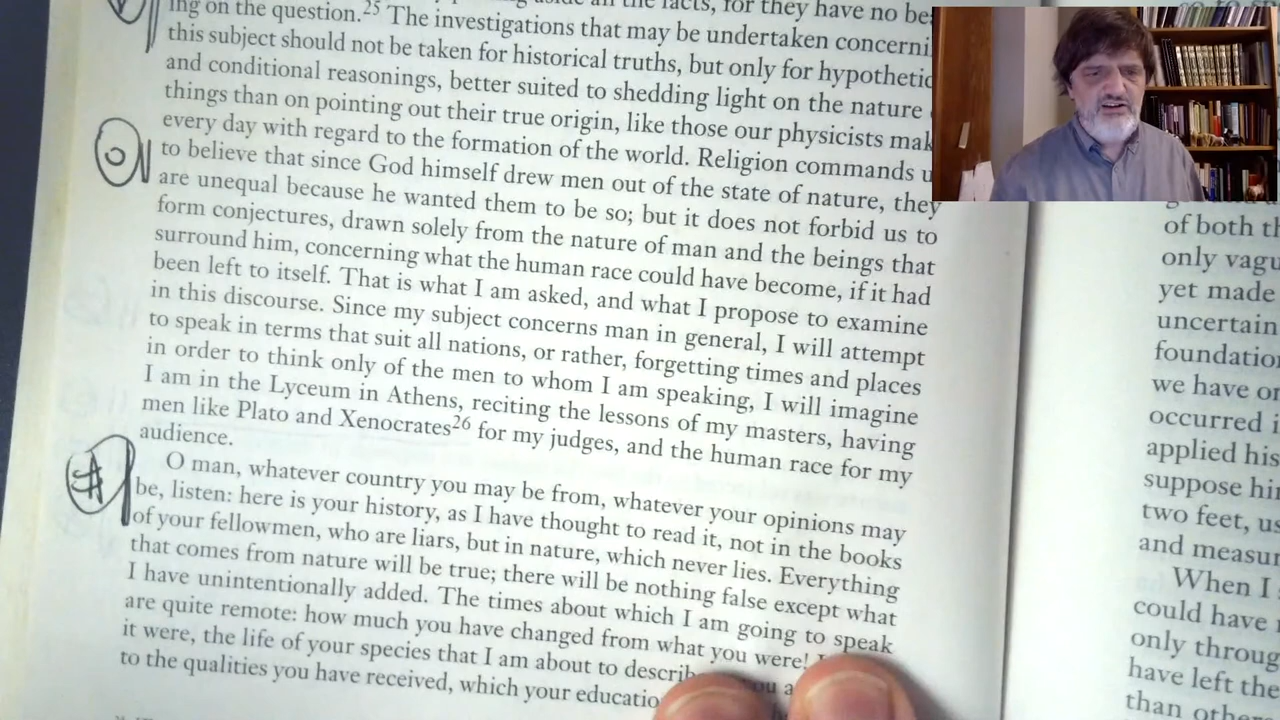 the facts, for they have no
ing on the question.25 The investigations that may be undertaken
this subject should not be taken for historical truths, but only for
and conditional reasonings, better suited to shedding light on the nature
things than on pointing out their true origin, like those our physicists
every day with regard to the formation of the world. Religion commands
to believe that since God himself drew men out of the state of nature, they
are unequal because he wanted them to be so; but it does not forbid us to
form conjectures, drawn solely from the nature of man and the beings that
surround him, concerning what the human race could have become, if it had
been left to itself. That is what I am asked, and what I propose to examine
in this discourse. Since my subject concerns man in general, I will attempt
to speak in terms that suit all nations, or rather, forgetting times and places
in order to think only of the men to whom I am speaking, I will imagine
I am in the Lyceum in Athens, reciting the lessons of my masters, having
men like Plato and Xenocrates26 for my judges, and the human race for my
audience.
O man, whatever country you may be from, whatever your opinions may
be, listen: here is your history, as I have thought to read it, not in the books
of your fellowmen, who are liars, but in nature, which never lies. Everything
that comes from nature will be true; there will be nothing false except what
I have unintentionally added. The times about which I am going to speak
are quite remote: how much you have changed from what you were!
it were, the life of your species that I am about to
to the qualities you have received, which your
of both
only
yet made
uncertain
we have
occurred
applied his
suppose
two feet,
and
When I
could have
only
have left the
than